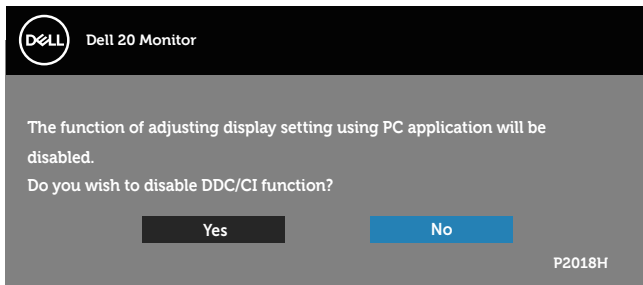 DELL
Dell 20 Monitor
The function of adjusting display setting using PC application will be
disabled.
Do you wish to disable DDC/CI function?
Yes
No
P2018H